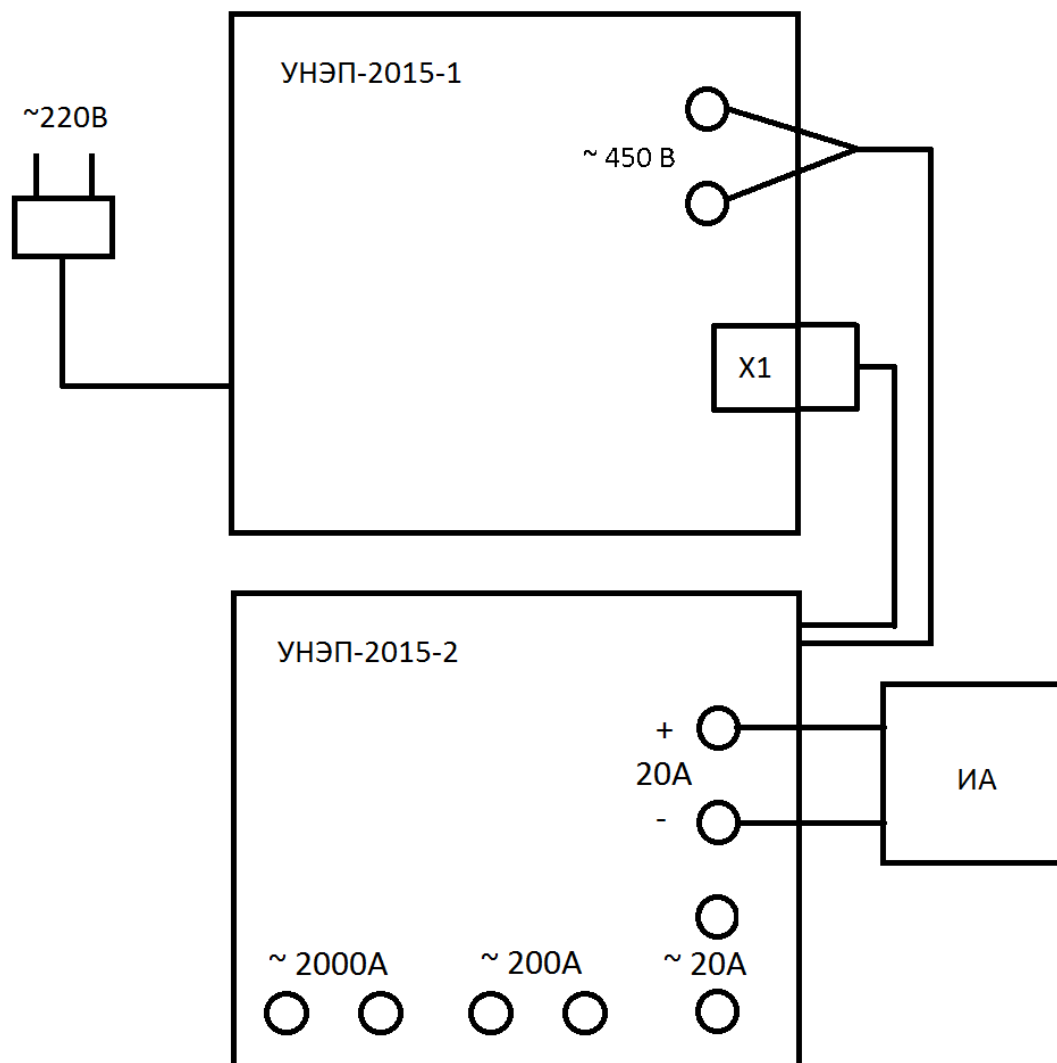 УНЭП-2015-1
~220В
~ 450 В
X1
УНЭП-2015-2
+
20А
-
ИА
~ 2000А
~ 200А
~ 20А